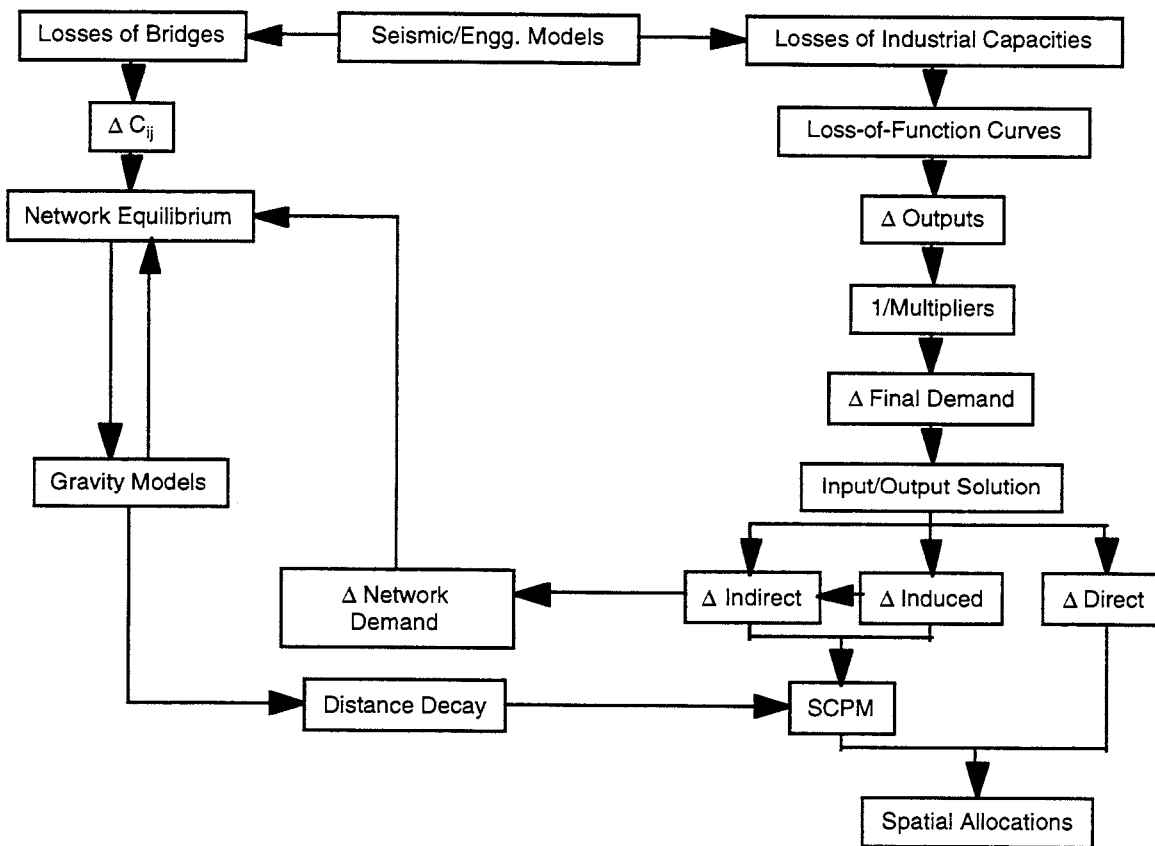 Losses of Bridges
Seismic/Engg. Models
Losses of Industrial Capacities
Δ Cij
Loss-of-Function Curves
Network Equilibrium
Δ Outputs
1/Multipliers
Δ Final Demand
Gravity Models
Input/Output Solution
Δ Network
Demand
Δ Indirect
Δ Induced
Δ Direct
Distance Decay
SCPM
Spatial Allocations